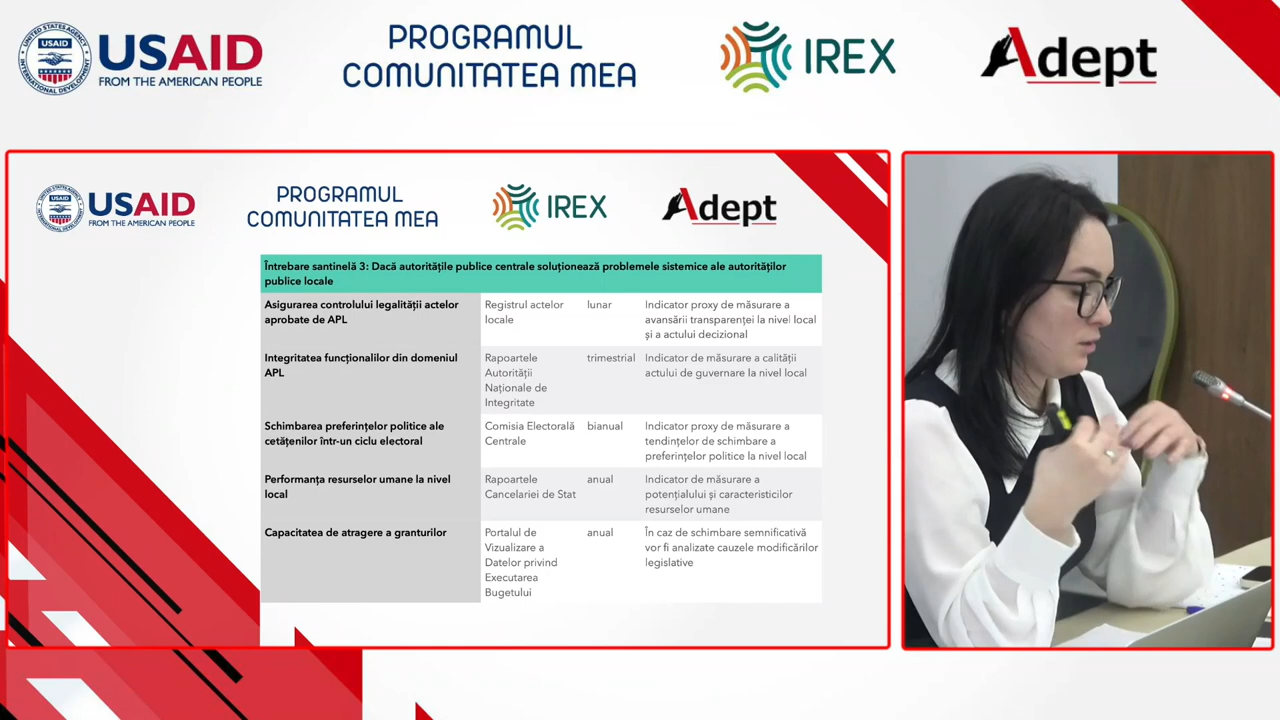 USAID
FROM THE AMERICAN PEOPLE
PROGRAMUL
COMUNITATEA MEA
IREX
Adept
UNITED STATES AGENCY
INTERNATIONAL DEVELOPMENT
USAID
USAID
FROM THE AMERICAN PEOPLE
PROGRAMUL
COMUNITATEA MEA
IREX
Adept
Întrebare santinelă 3: Dacă autoritățile publice centrale soluționează problemele sistemice ale autorităților
publice locale
Asigurarea controlului legalității actelor
aprobate de APL
Registrul actelor
locale
lunar
Indicator proxy de măsurare a
avansării transparenței la nivel local
și a actului decizional
Integritatea funcționalilor din domeniul
APL
Rapoartele
Autorității
Naționale de
Integritate
trimestrial
Indicator de măsurare a calității
actului de guvernare la nivel local
Schimbarea preferințelor politice ale
cetățenilor într-un ciclu electoral
Comisia Electorală
Centrale
bianual
Indicator proxy de măsurare a
tendințelor de schimbare a
preferințelor politice la nivel local
Performanța resurselor umane la nivel
local
Rapoartele
Cancelariei de Stat
anual
Indicator de măsurare a
potențialului și caracteristicilor
resurselor umane
Capacitatea de atragere a granturilor
Portalul de
Vizualizare a
Datelor privind
Executarea
Bugetului
anual
În caz de schimbare semnificativă
vor fi analizate cauzele modificărilor
legislative